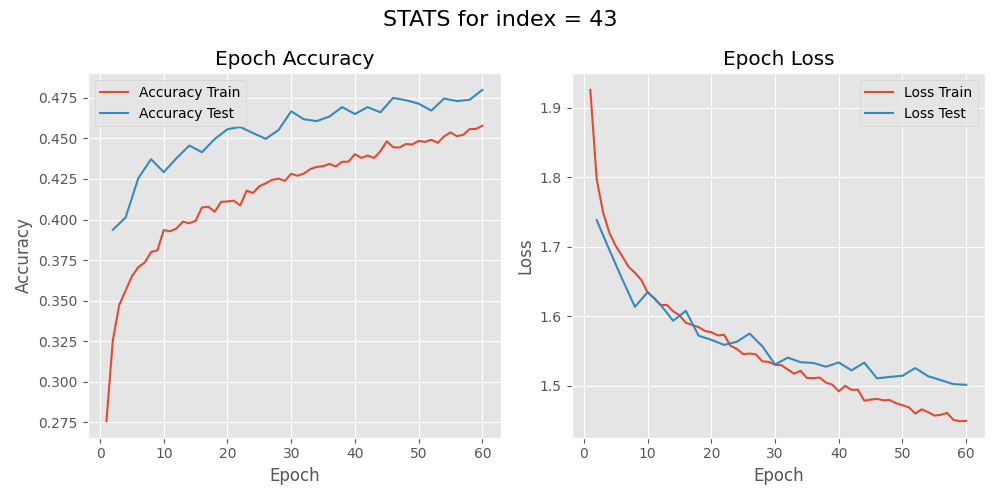 STATS for index = 43
Epoch Accuracy
Accuracy Train
Accuracy Test
0.475
0.450
0.425
0.400
0.375
0.350
0.325
0.300
0.275
Accuracy
0 10 20 30 40 50 60
Epoch
Epoch Loss
Loss Train
Loss Test
1.9
1.8
1.7
1.6
1.5
Loss
0 10 20 30 40 50 60
Epoch